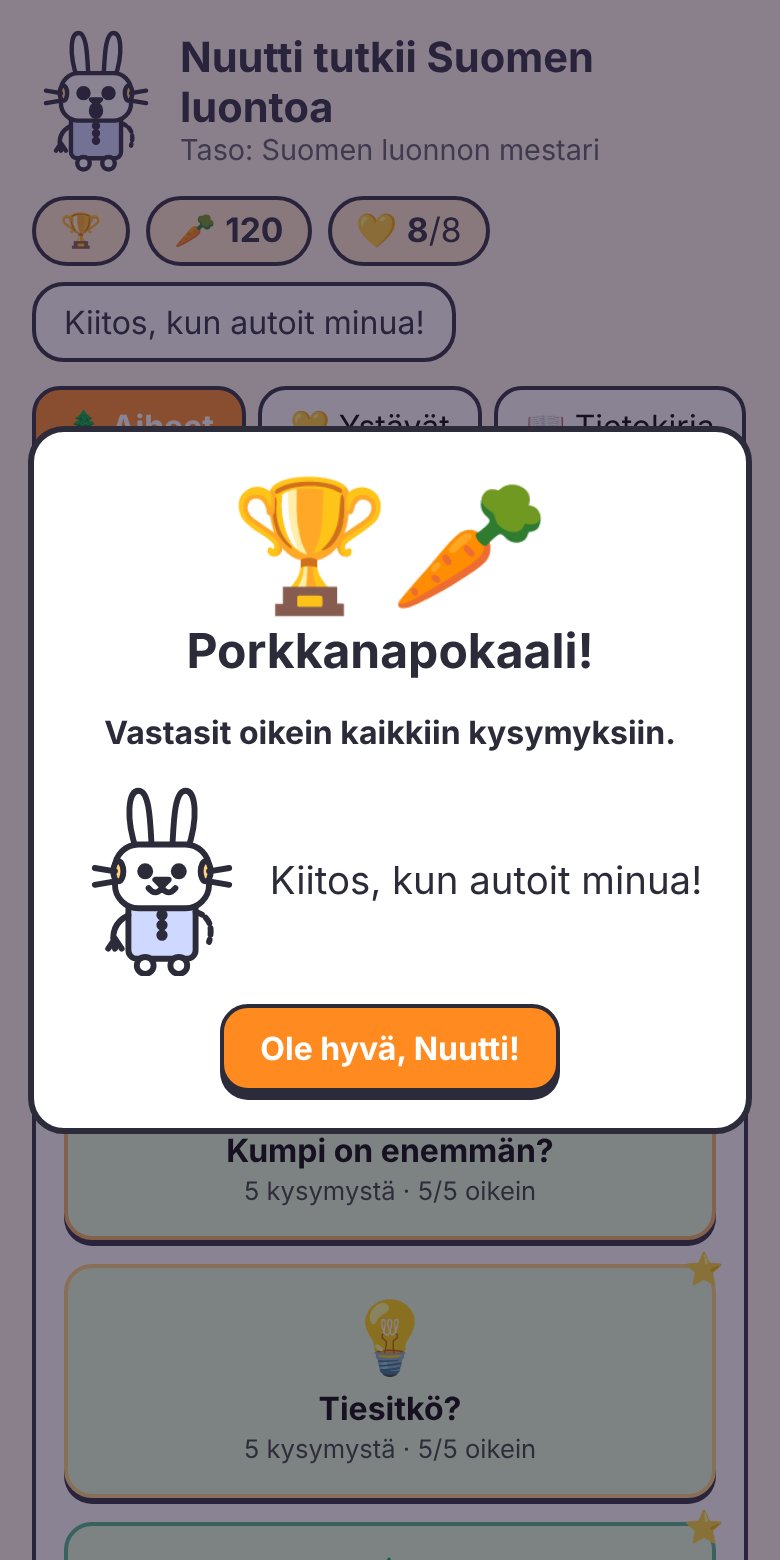 Nuutti tutkii Suomen
luontoa
Taso: Suomen luonnon mestari
120
8/8
Kiitos, kun autoit minua!
Aiheet
Ystävät
Tietokirja
Porkkanapokaali!
Vastasit oikein kaikkiin kysymyksiin.
Kiitos, kun autoit minua!
Ole hyvä, Nuutti!
Kumpi on enemmän?
5 kysymystä · 5/5 oikein
Tiesitkö?
5 kysymystä · 5/5 oikein